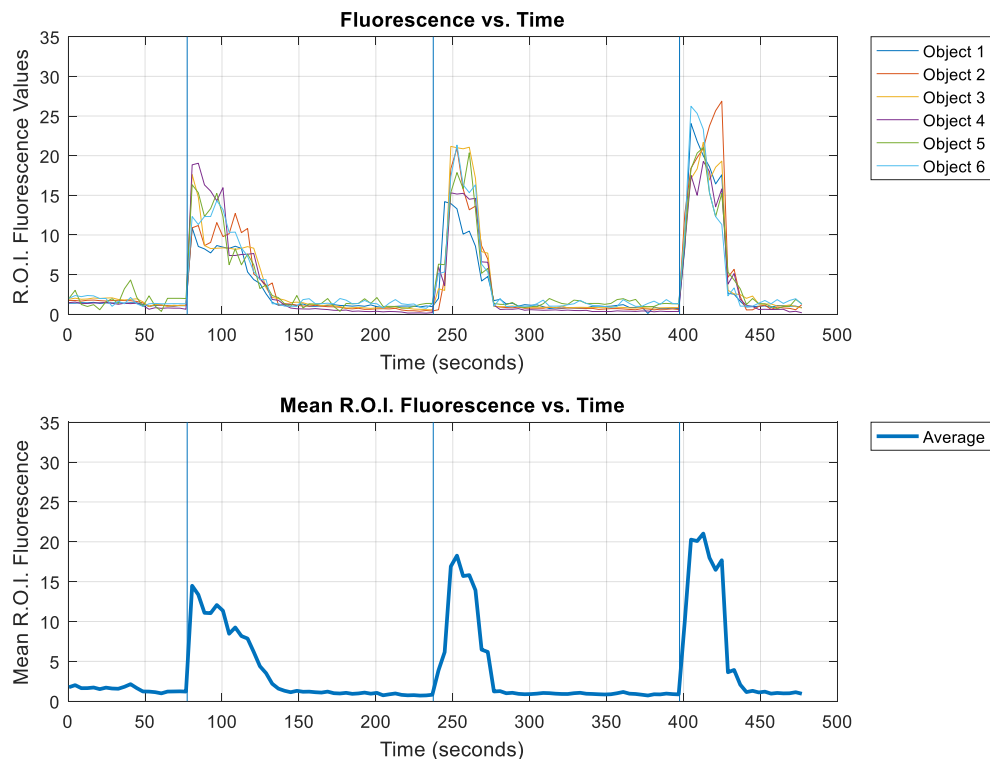 Fluorescence vs. Time
35
30
25
20
15
10
5
0
R.O.I. Fluorescence Values
0 50 100 150 200 250 300 350 400 450 500
Time (seconds)
Object 1
Object 2
Object 3
Object 4
Object 5
Object 6
Mean R.O.I. Fluorescence vs. Time
35
30
25
20
15
10
5
0
Mean R.O.I. Fluorescence
0 50 100 150 200 250 300 350 400 450 500
Time (seconds)
Average